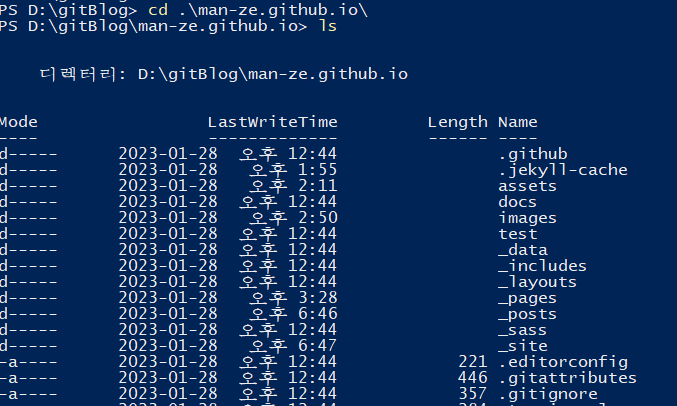 PS D:\gitBlog> cd .\man-ze.github.io\
PS D:\gitBlog\man-ze.github.io> ls
디렉터리: D:\gitBlog\man-ze.github.io
Mode LastWriteTime Length Name
---- ------------- ------ ----
d----- 2023-01-28 오후 12:44 .github
d----- 2023-01-28 오후 1:55 .jekyll-cache
d----- 2023-01-28 오후 2:11 assets
d----- 2023-01-28 오후 12:44 docs
d----- 2023-01-28 오후 2:50 images
d----- 2023-01-28 오후 12:44 test
d----- 2023-01-28 오후 12:44 _data
d----- 2023-01-28 오후 12:44 _includes
d----- 2023-01-28 오후 12:44 _layouts
d----- 2023-01-28 오후 3:28 _pages
d----- 2023-01-28 오후 6:46 _posts
d----- 2023-01-28 오후 12:44 _sass
d----- 2023-01-28 오후 6:47 _site
-a---- 2023-01-28 오후 12:44 221 .editorconfig
-a---- 2023-01-28 오후 12:44 446 .gitattributes
-a---- 2023-01-28 오후 12:44 357 .gitignore